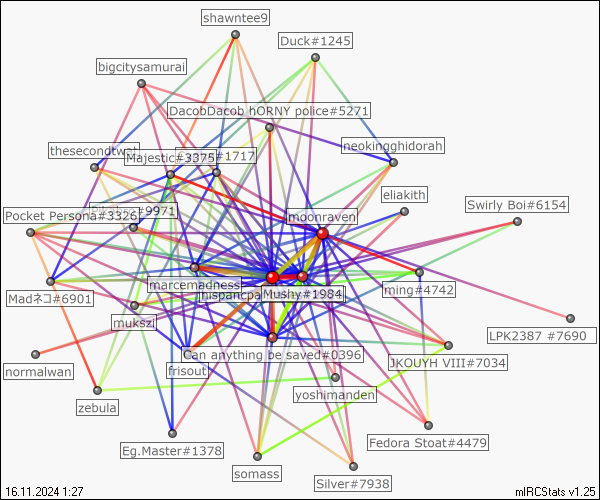 shawntee9
Duck#1245
bigcitysamurai
DacobDacob hORNY police#5271
neokingghidorah
thesecondtwat
Majestic#3375
#1717
eliakith
Swirly Boi#6154
#9971
Pocket Persona#3326
moonraven
marcemadness
ming#4742
hispanicpa
Mushy#1984
Madネコ#6901
mukszi
LPK2387 #7690
Can anything be saved#0396
JKOUYH VIII#7034
frisout
normalwan
yoshimanden
zebula
Fedora Stoat#4479
Eg.Master#1378
somass
Silver#7938
16.11.2024 1:27
mIRCStats v1.25